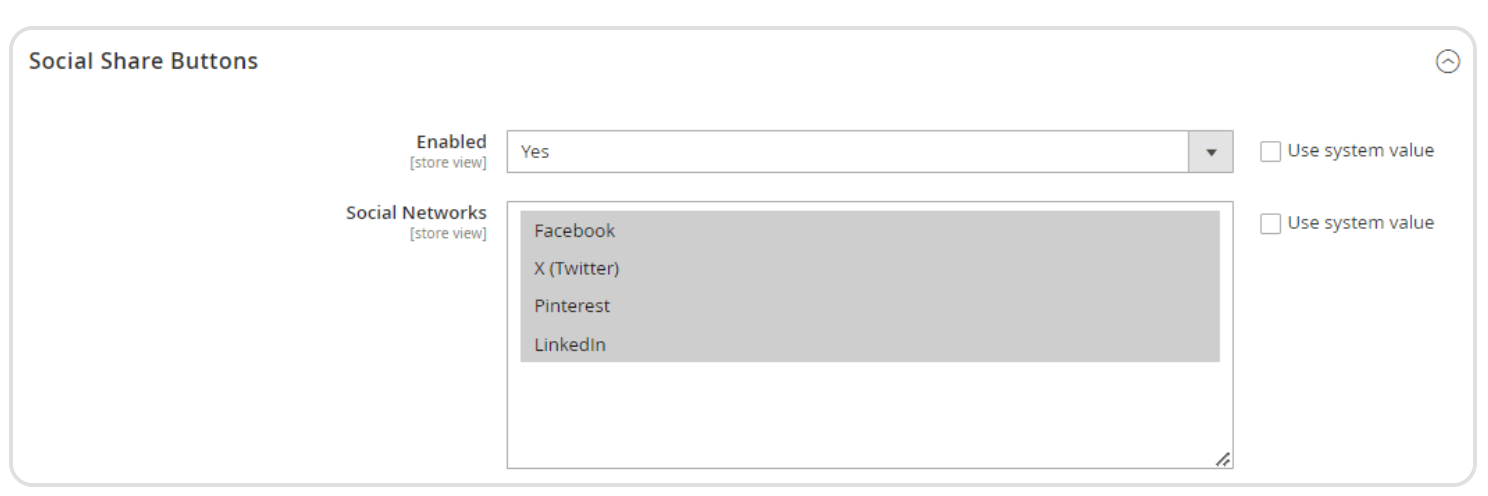 Social Share Buttons
Enabled
[store view]
Yes
Use system value
Social Networks
[store view]
Facebook
X (Twitter)
Pinterest
LinkedIn
Use system value